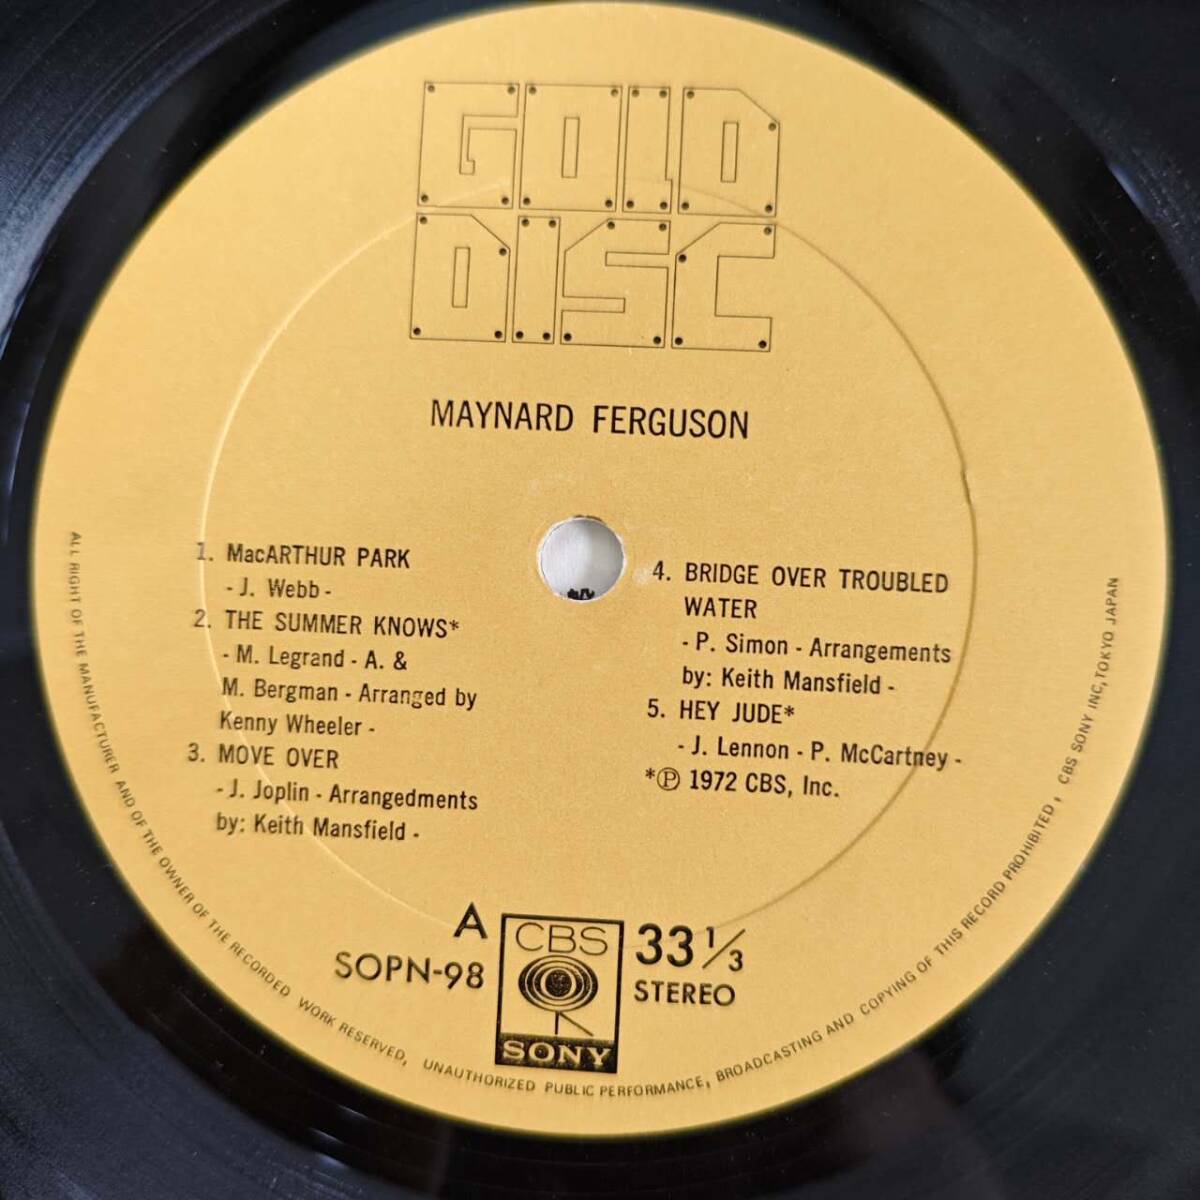 GOLD
DISC
MAYNARD FERGUSON
1. MacARTHUR PARK
- J. Webb -
2. THE SUMMER KNOWS*
- M. Legrand - A. &
M. Bergman - Arranged by
Kenny Wheeler -
3. MOVE OVER
- J. Joplin - Arrangedments
by: Keith Mansfield -
4. BRIDGE OVER TROUBLED
WATER
- P. Simon - Arrangements
by: Keith Mansfield -
5. HEY JUDE*
- J. Lennon - P. McCartney -
*℗ 1972 CBS, Inc.
A
SOPN-98
CBS
SONY
33 1/3
STEREO
ALL RIGHT OF THE MANUFACTURER AND OF THE OWNER OF THE RECORDED WORK RESERVED, UNAUTHORIZED PUBLIC PERFORMANCE, BROADCASTING AND COPYING OF THIS RECORD PROHIBITED, CBS SONY INC, TOKYO JAPAN